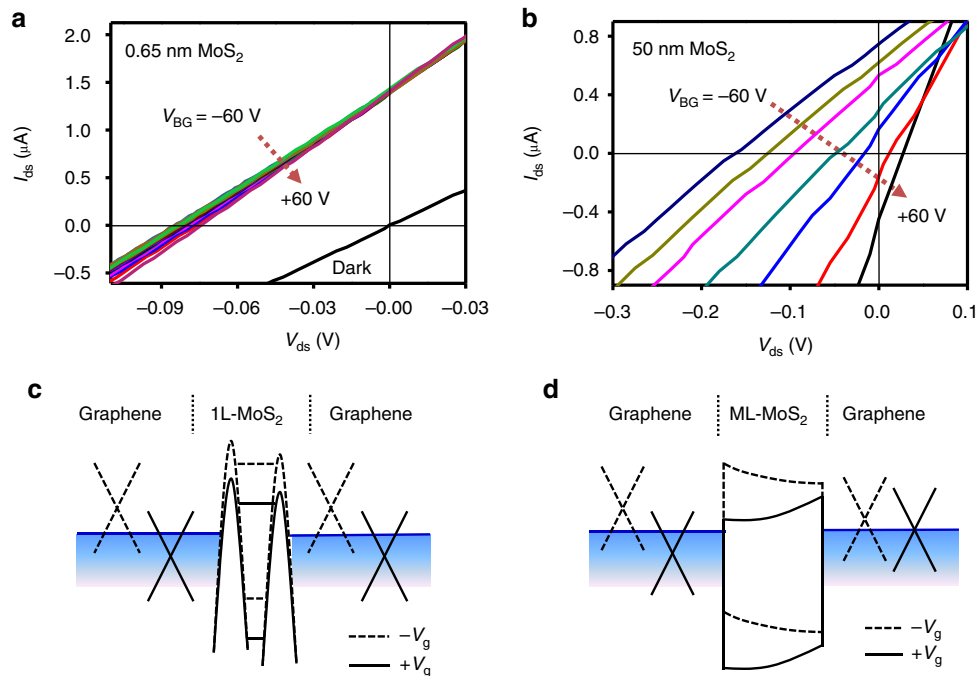 a
0.65 nm MoS2
VBG = –60 V
+60 V
Dark
2.0
1.5
1.0
0.5
0.0
–0.5
Ids (μA)
–0.09
–0.06
–0.03
0.00
–0.03
Vds (V)
b
50 nm MoS2
VBG = –60 V
+60 V
0.8
0.4
0.0
–0.4
–0.8
Ids (μA)
–0.3
–0.2
–0.1
0.0
0.1
Vds (V)
c
Graphene
1L-MoS2
Graphene
–Vg
+Vg
d
Graphene
ML-MoS2
Graphene
–Vg
+Vg